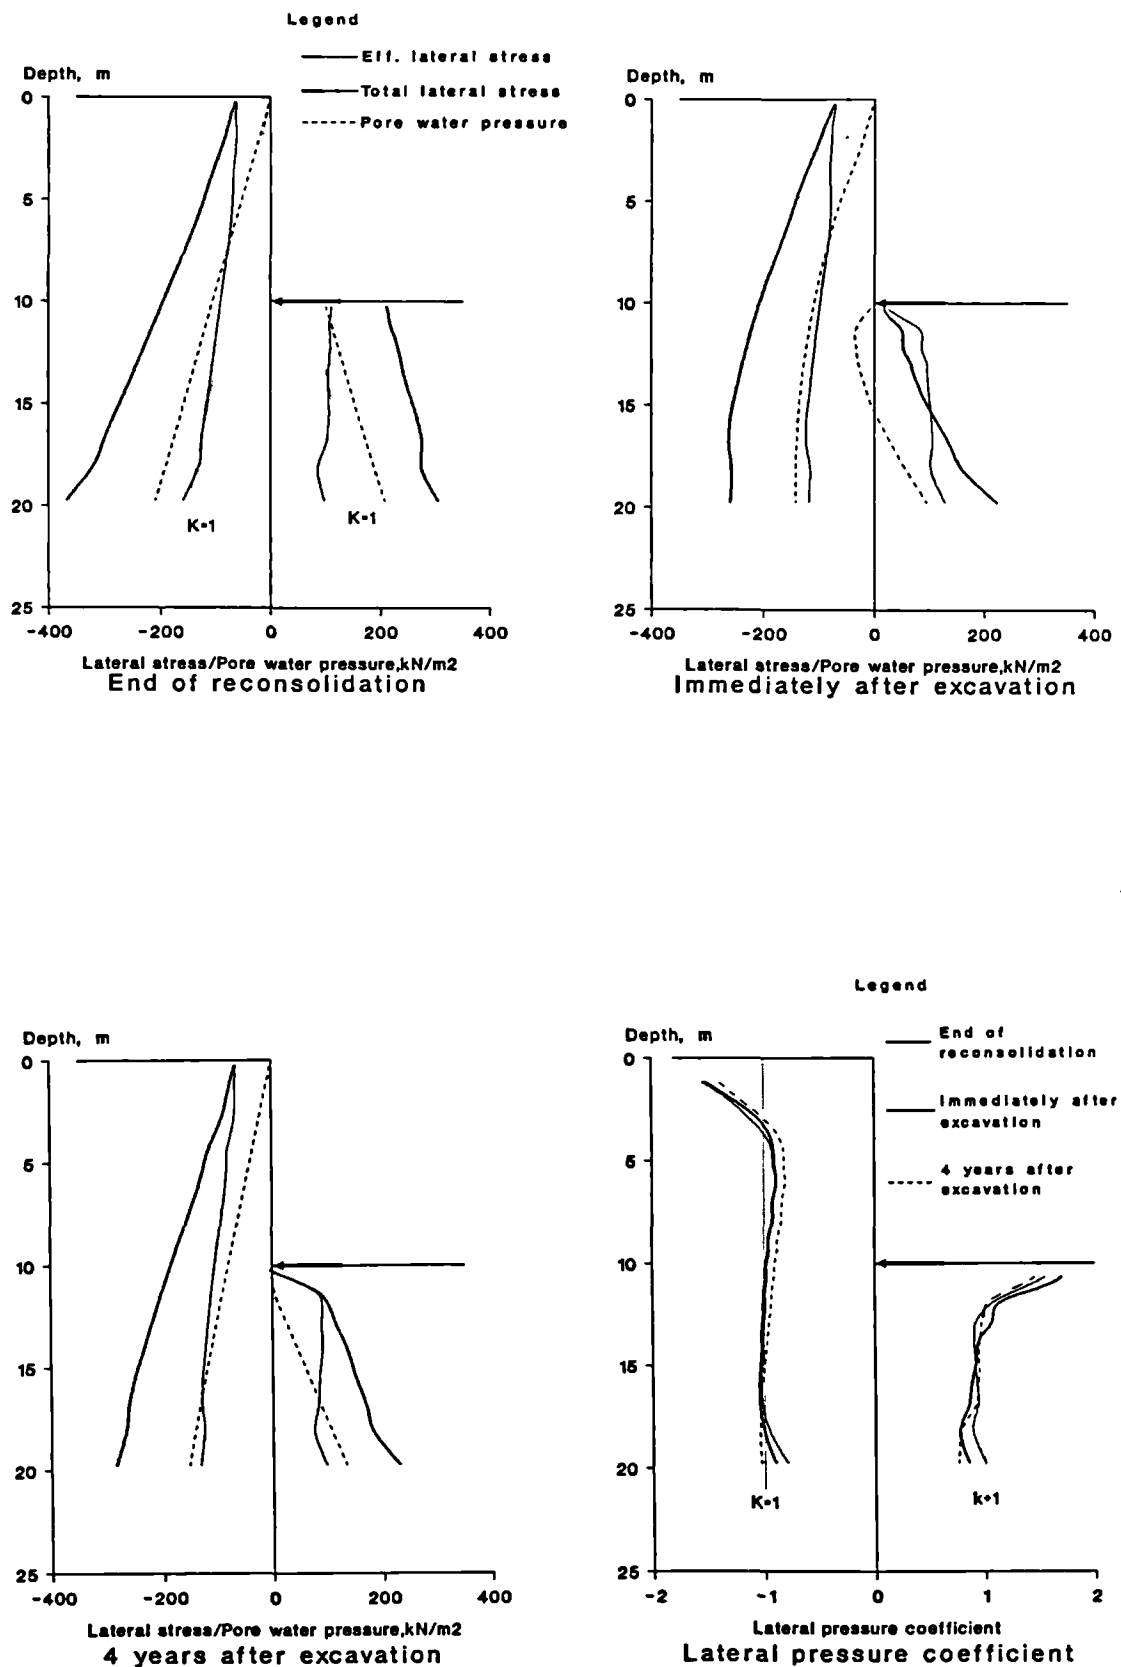 Legend
Eff. lateral stress
Total lateral stress
Pore water pressure
Depth, m
0
5
10
15
20
25
K=1
K=1
-400
-200
0
200
400
Lateral stress/Pore water pressure,kN/m2
End of reconsolidation
Depth, m
0
5
10
15
20
25
-400
-200
0
200
400
Lateral stress/Pore water pressure,kN/m2
Immediately after excavation
Depth, m
0
5
10
15
20
25
-400
-200
0
200
400
Lateral stress/Pore water pressure,kN/m2
4 years after excavation
Legend
End of
reconsolidation
Immediately after
excavation
4 years after
excavation
Depth, m
0
5
10
15
20
25
K=1
k=1
-2
-1
0
1
2
Lateral pressure coefficient
Lateral pressure coefficient